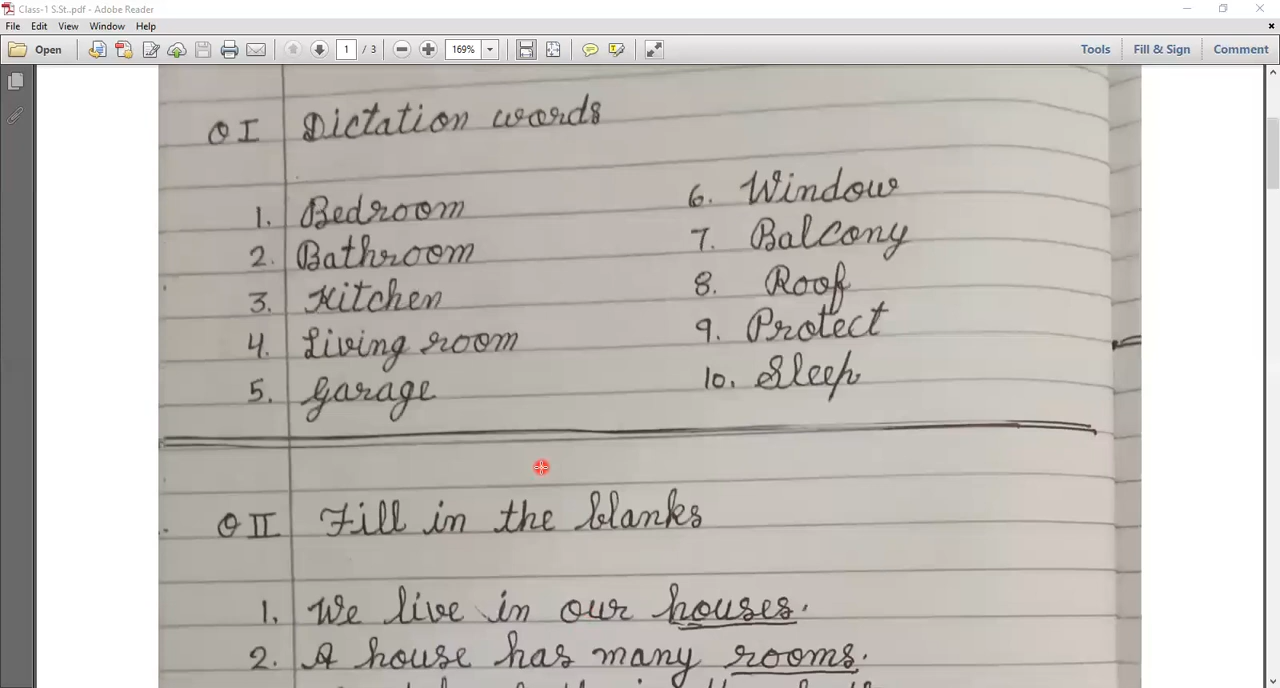 Class-1 S.St..pdf - Adobe Reader
File Edit View Window Help
Open 1 / 3 169% Tools Fill & Sign Comment
Q I Dictation words
1. Bedroom
2. Bathroom
3. Kitchen
4. Living room
5. Garage
6. Window
7. Balcony
8. Roof
9. Protect
10. Sleep
Q II Fill in the blanks
1. We live in our houses.
2. A house has many rooms.